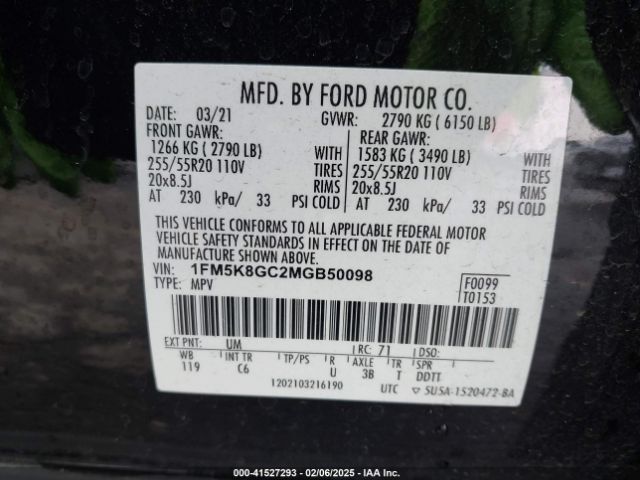 MFD. BY FORD MOTOR CO.
DATE: 03/21 GVWR: 2790 KG ( 6150 LB)
FRONT GAWR: REAR GAWR:
1266 KG ( 2790 LB) WITH 1583 KG ( 3490 LB) WITH
255/55R20 110V TIRES 255/55R20 110V TIRES
20x8.5J RIMS 20x8.5J RIMS
AT 230 kPa/ 33 PSI COLD AT 230 kPa/ 33 PSI COLD
THIS VEHICLE CONFORMS TO ALL APPLICABLE FEDERAL MOTOR
VEHICLE SAFETY STANDARDS IN EFFECT ON THE DATE OF
MANUFACTURE SHOWN ABOVE.
VIN: 1FM5K8GC2MGB50098
TYPE: MPV
F0099
T0153
EXT PNT: UM RC: 71 DSO:
WB INT TR TP/PS R AXLE TR SPR
119 C6 U 3B T DDTT
1202103216190 UTC ▽ SU5A-1520472-BA
00-41527293 - 02/06/2025 - IAA Inc.